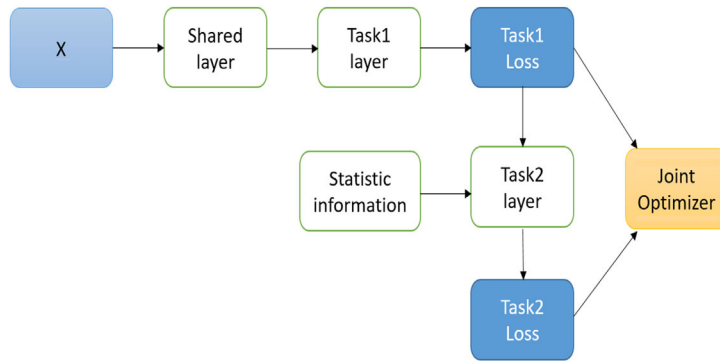 X
Shared
layer
Task1
layer
Task1
Loss
Statistic
information
Task2
layer
Joint
Optimizer
Task2
Loss